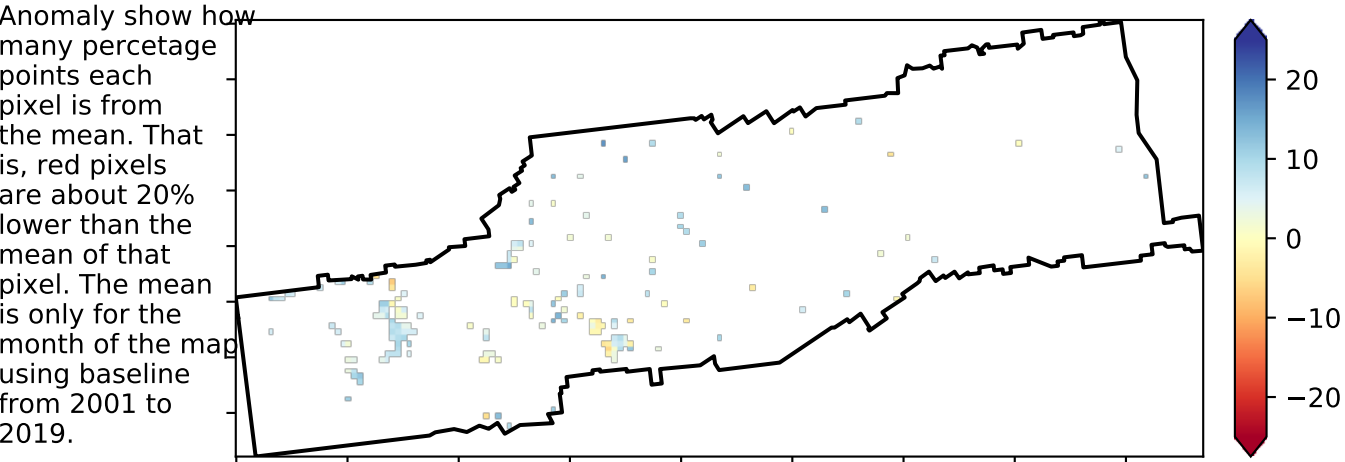 Anomaly show how
many percetage
points each
pixel is from
the mean. That
is, red pixels
are about 20%
lower than the
mean of that
pixel. The mean
is only for the
month of the map
using baseline
from 2001 to
2019.
20
10
0
−10
−20